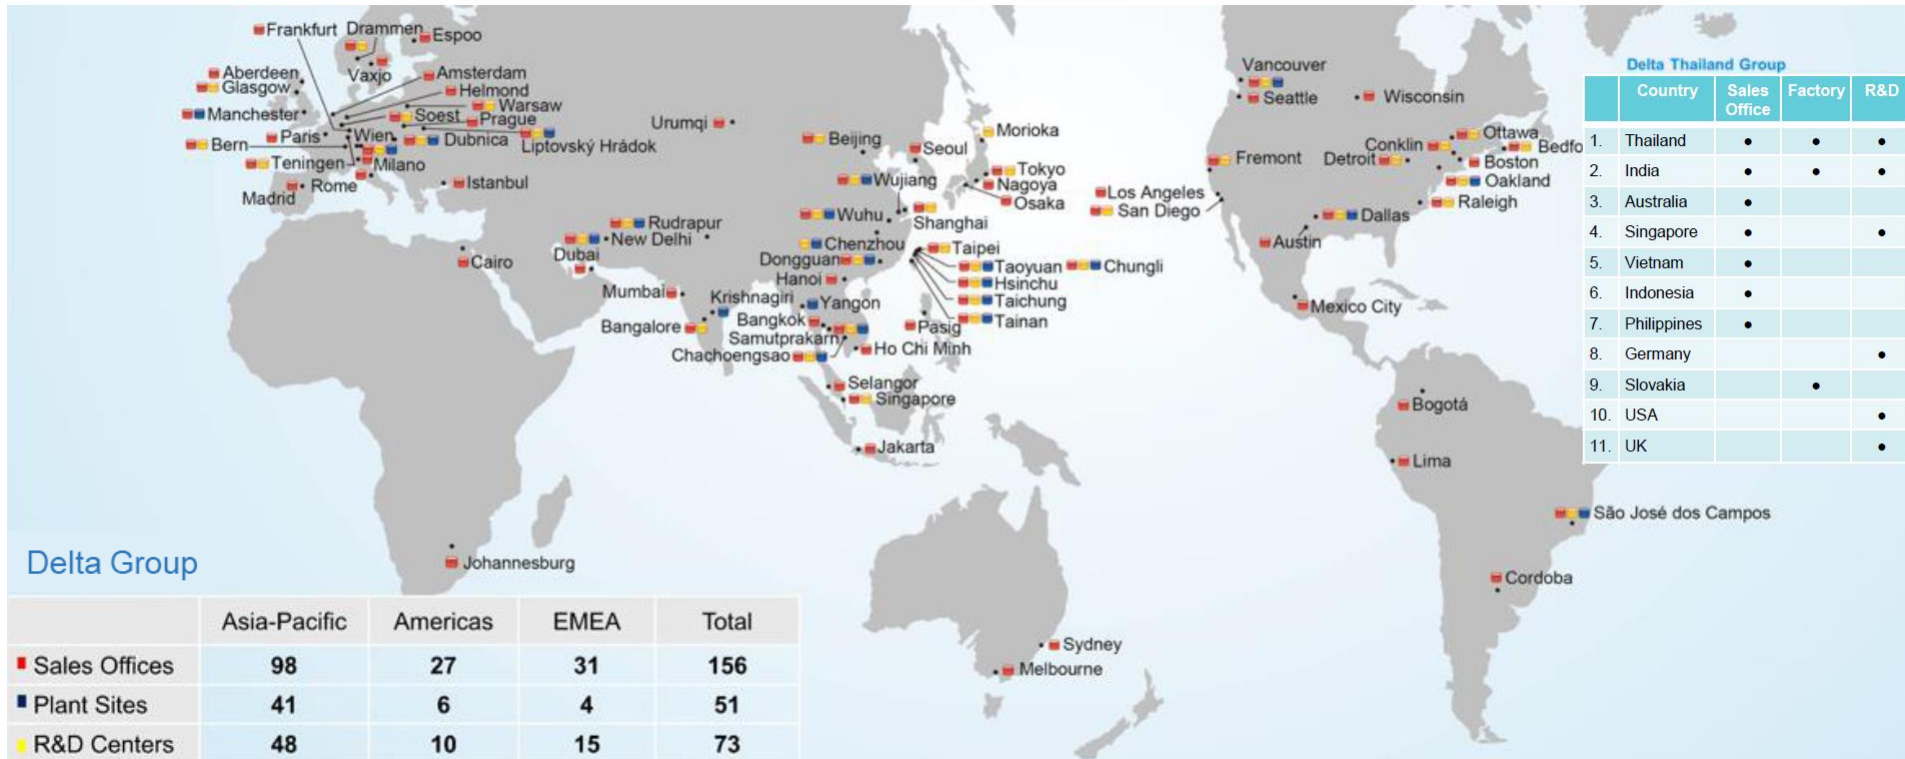 Frankfurt
Drammen
Espoo
Aberdeen
Glasgow
Vaxjo
Amsterdam
Helmond
Manchester
Warsaw
Soest
Prague
Paris
Wien
Bern
Dubnica
Liptovský Hrádok
Teningen
Milano
Madrid
Rome
Istanbul
Urumqi
Beijing
Seoul
Morioka
Tokyo
Nagoya
Osaka
Wujiang
Wuhu
Shanghai
Rudrapur
New Delhi
Dubai
Cairo
Chenzhou
Dongguan
Taipei
Taoyuan
Chungli
Hsinchu
Taichung
Tainan
Hanoi
Mumbai
Krishnagiri
Yangon
Bangalore
Bangkok
Samutprakarn
Chachoengsao
Pasig
Ho Chi Minh
Selangor
Singapore
Jakarta
Johannesburg
Sydney
Melbourne
Vancouver
Seattle
Wisconsin
Ottawa
Conklin
Bedfo
Fremont
Detroit
Boston
Oakland
Los Angeles
San Diego
Raleigh
Dallas
Austin
Mexico City
Bogotá
Lima
São José dos Campos
Cordoba
Delta Thailand Group
Country Sales Office Factory R&D
1. Thailand ● ● ●
2. India ● ● ●
3. Australia ●
4. Singapore ● ●
5. Vietnam ●
6. Indonesia ●
7. Philippines ●
8. Germany ●
9. Slovakia ●
10. USA ●
11. UK ●
Delta Group
Asia-Pacific Americas EMEA Total
Sales Offices 98 27 31 156
Plant Sites 41 6 4 51
R&D Centers 48 10 15 73